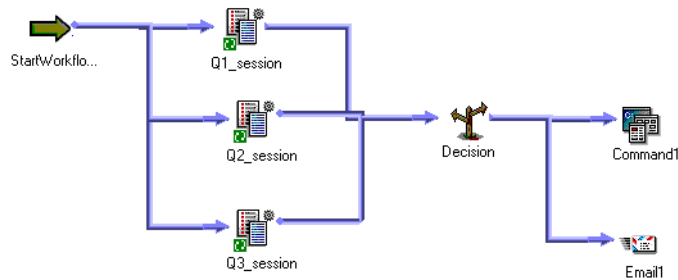 StartWorkflo...
Q1_session
Q2_session
Decision
Command1
Q3_session
Email1